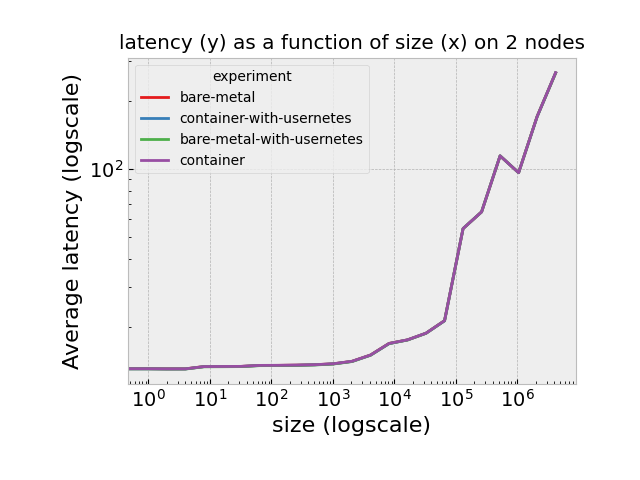 latency (y) as a function of size (x) on 2 nodes
experiment
bare-metal
container-with-usernetes
bare-metal-with-usernetes
container
Average latency (logscale)
10²
10⁰ 10¹ 10² 10³ 10⁴ 10⁵ 10⁶
size (logscale)